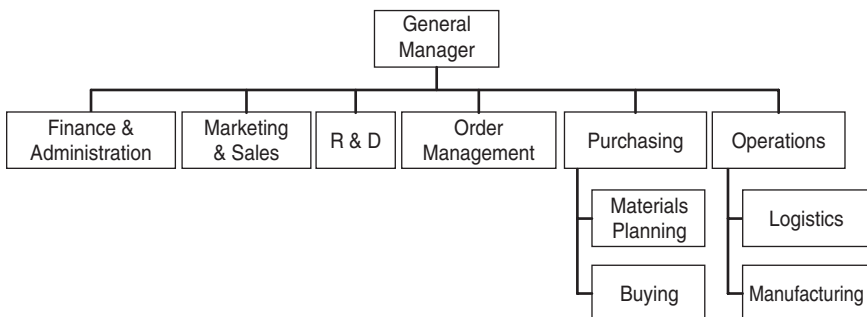 General
Manager
Finance &
Administration
Marketing
& Sales
R & D
Order
Management
Purchasing
Operations
Materials
Planning
Logistics
Buying
Manufacturing